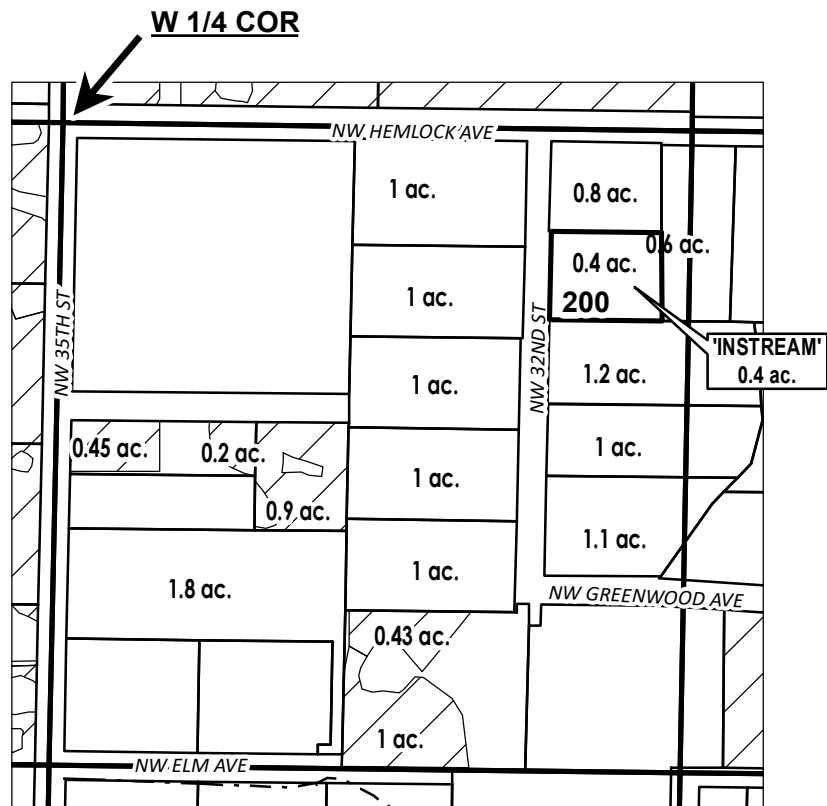 W 1/4 COR
NW HEMLOCK AVE
1 ac.
0.8 ac.
0.6 ac.
0.4 ac.
1 ac.
200
NW 35TH ST
NW 32ND ST
'INSTREAM'
0.4 ac.
1 ac.
1.2 ac.
0.45 ac.
0.2 ac.
1 ac.
1 ac.
0.9 ac.
1.1 ac.
1 ac.
1.8 ac.
NW GREENWOOD AVE
0.43 ac.
1 ac.
NW ELM AVE